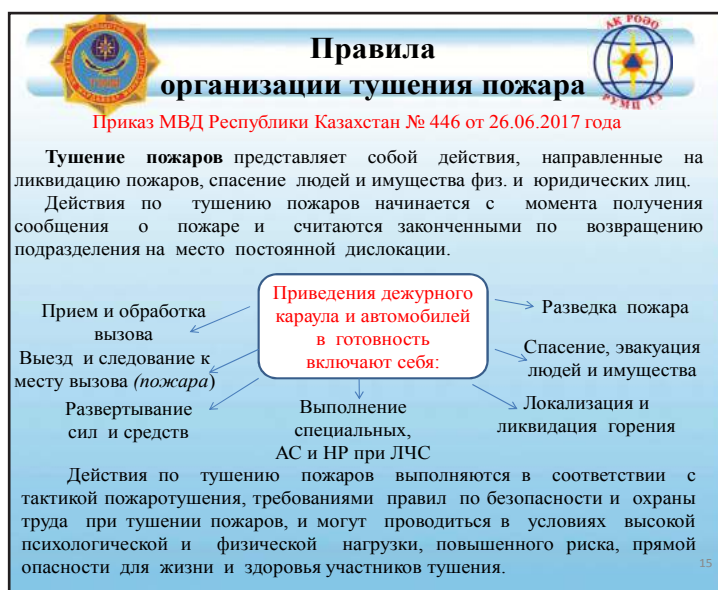 Правила
организации тушения пожара
АҚ РОӘО
РУМЦ ГЗ
Приказ МВД Республики Казахстан № 446 от 26.06.2017 года
Тушение пожаров представляет собой действия, направленные на
ликвидацию пожаров, спасение людей и имущества физ. и юридических лиц.
Действия по тушению пожаров начинается с момента получения
сообщения о пожаре и считаются законченными по возвращению
подразделения на место постоянной дислокации.
Приведения дежурного
караула и автомобилей
в готовность
включают себя:
Прием и обработка
вызова
Выезд и следование к
месту вызова (пожара)
Развертывание
сил и средств
Выполнение
специальных,
АС и НР при ЛЧС
Разведка пожара
Спасение, эвакуация
людей и имущества
Локализация и
ликвидация горения
Действия по тушению пожаров выполняются в соответствии с
тактикой пожаротушения, требованиями правил по безопасности и охраны
труда при тушении пожаров, и могут проводиться в условиях высокой
психологической и физической нагрузки, повышенного риска, прямой
опасности для жизни и здоровья участников тушения.
15